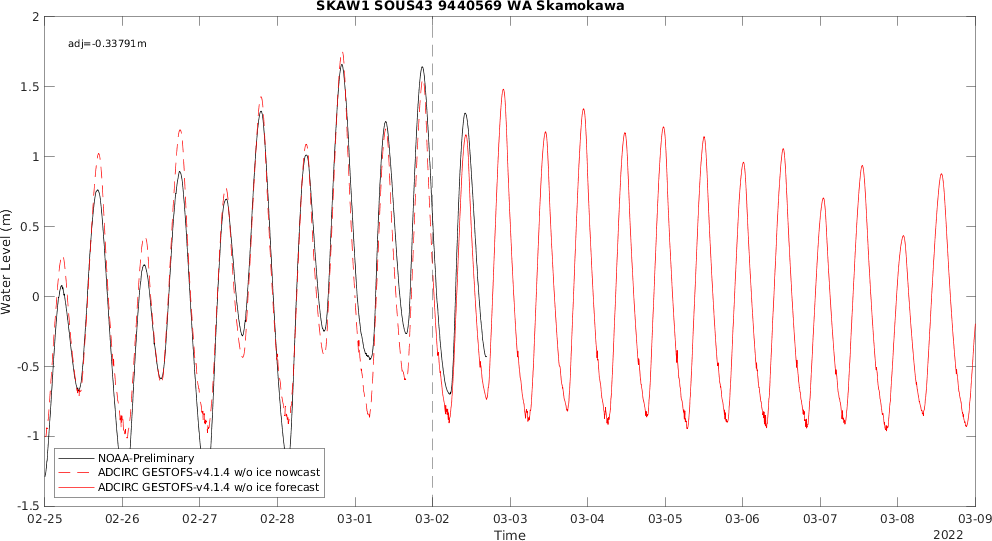 SKAW1 SOUS43 9440569 WA Skamokawa
adj=-0.33791m
2
1.5
1
0.5
0
-0.5
-1
-1.5
Water Level (m)
NOAA-Preliminary
ADCIRC GESTOFS-v4.1.4 w/o ice nowcast
ADCIRC GESTOFS-v4.1.4 w/o ice forecast
02-25 02-26 02-27 02-28 03-01 03-02 03-03 03-04 03-05 03-06 03-07 03-08 03-09
Time
2022